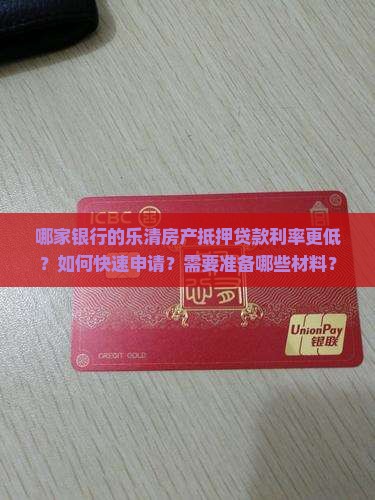 ICBC
哪家银行的乐清房产抵押贷款利率更低
？如何快速申请？需要准备哪些材料？
UnionPay
银联
CREDIT GOLD